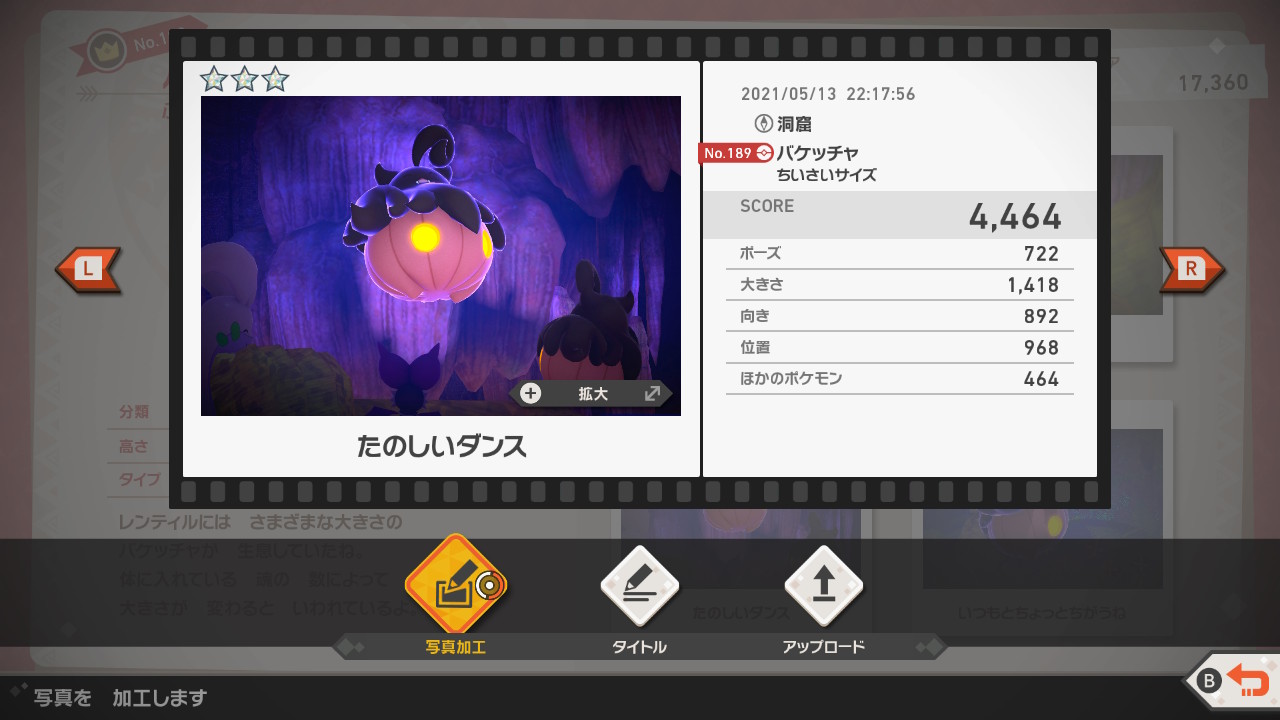 No.1
17,360
2021/05/13 22:17:56
洞窟
No.189 バケッチャ
ちいさいサイズ
SCORE 4,464
ポーズ 722
大きさ 1,418
向き 892
位置 968
ほかのポケモン 464
L
R
+ 拡大
たのしいダンス
分類
高さ
タイプ
レンティルには さまざまな大きさの
バケッチャが 生息していたね。
体に入れている 魂の 数によって
大きさが 変わると いわれているよ
たのしいダンス
いつもとちょっとちがうな
写真加工
タイトル
アップロード
B
写真を 加工します